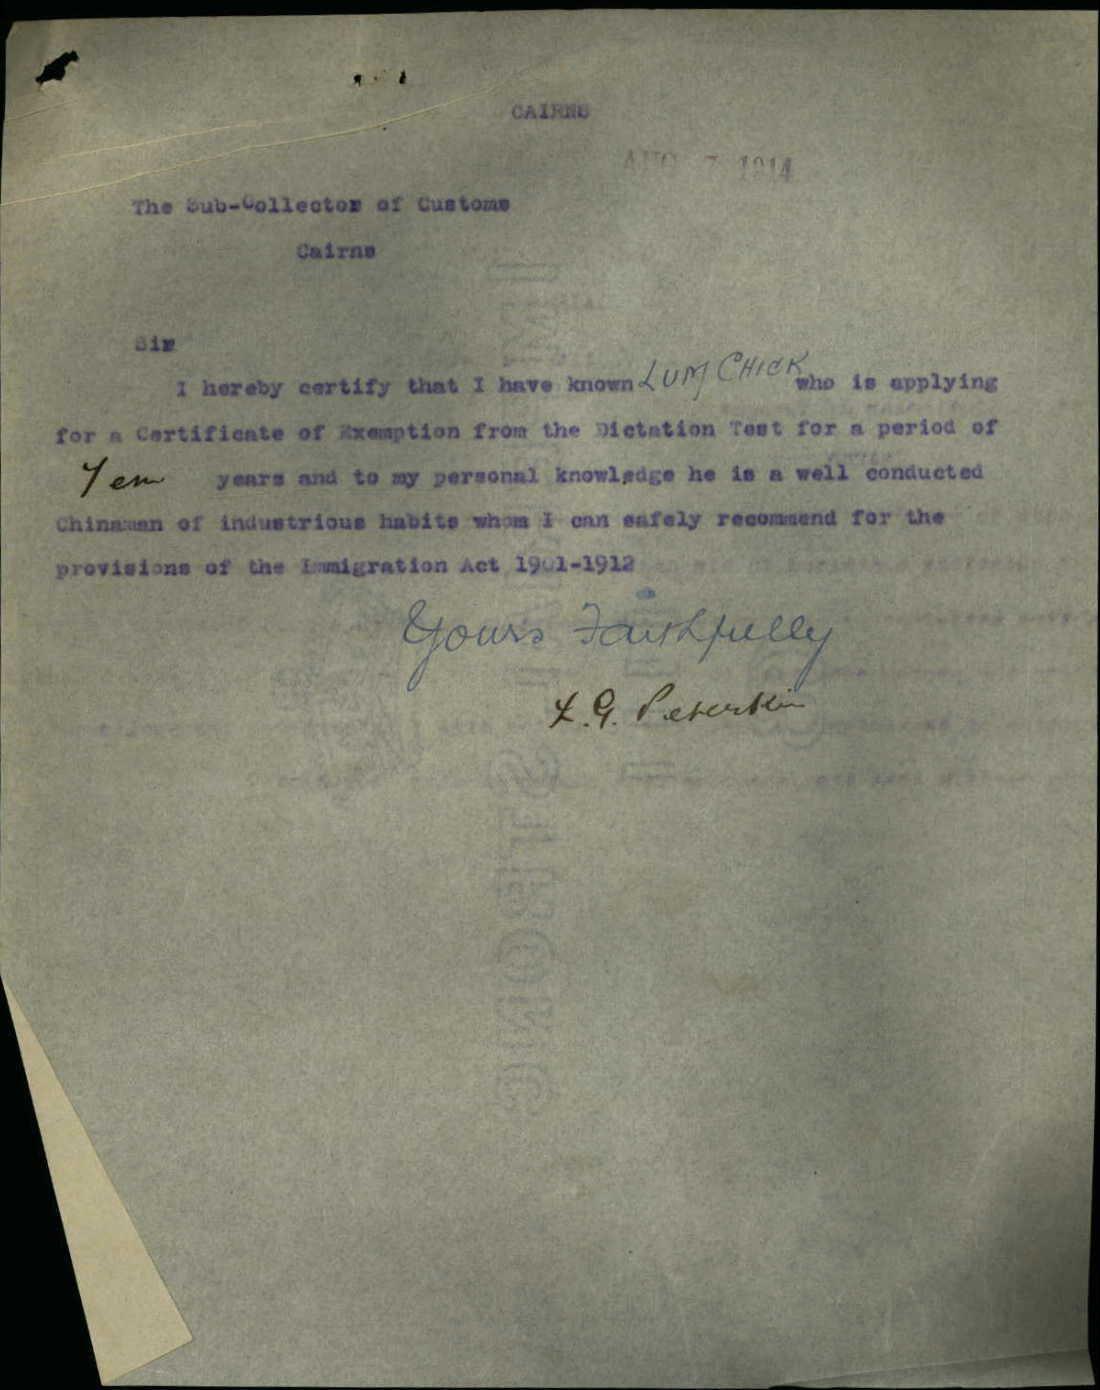 CAIRNS
AUG 7 1914
The Sub-Collector of Customs
Cairns
Sir
I hereby certify that I have known LUM CHICK who is applying
for a Certificate of Exemption from the Dictation Test for a period of
Ten years and to my personal knowledge he is a well conducted
Chinaman of industrious habits whom I can safely recommend for the
provisions of the Immigration Act 1901-1912
Yours Faithfully
G. Peterkin